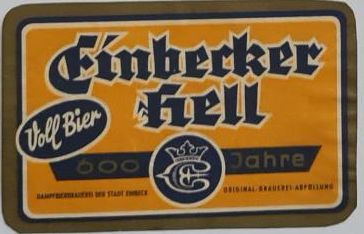 Einbecker
Hell
Voll Bier
600 Jahre
E
DAMPFBIERBRAUEREI DER STADT EINBECK
ORIGINAL-BRAUEREI-ABFÜLLUNG